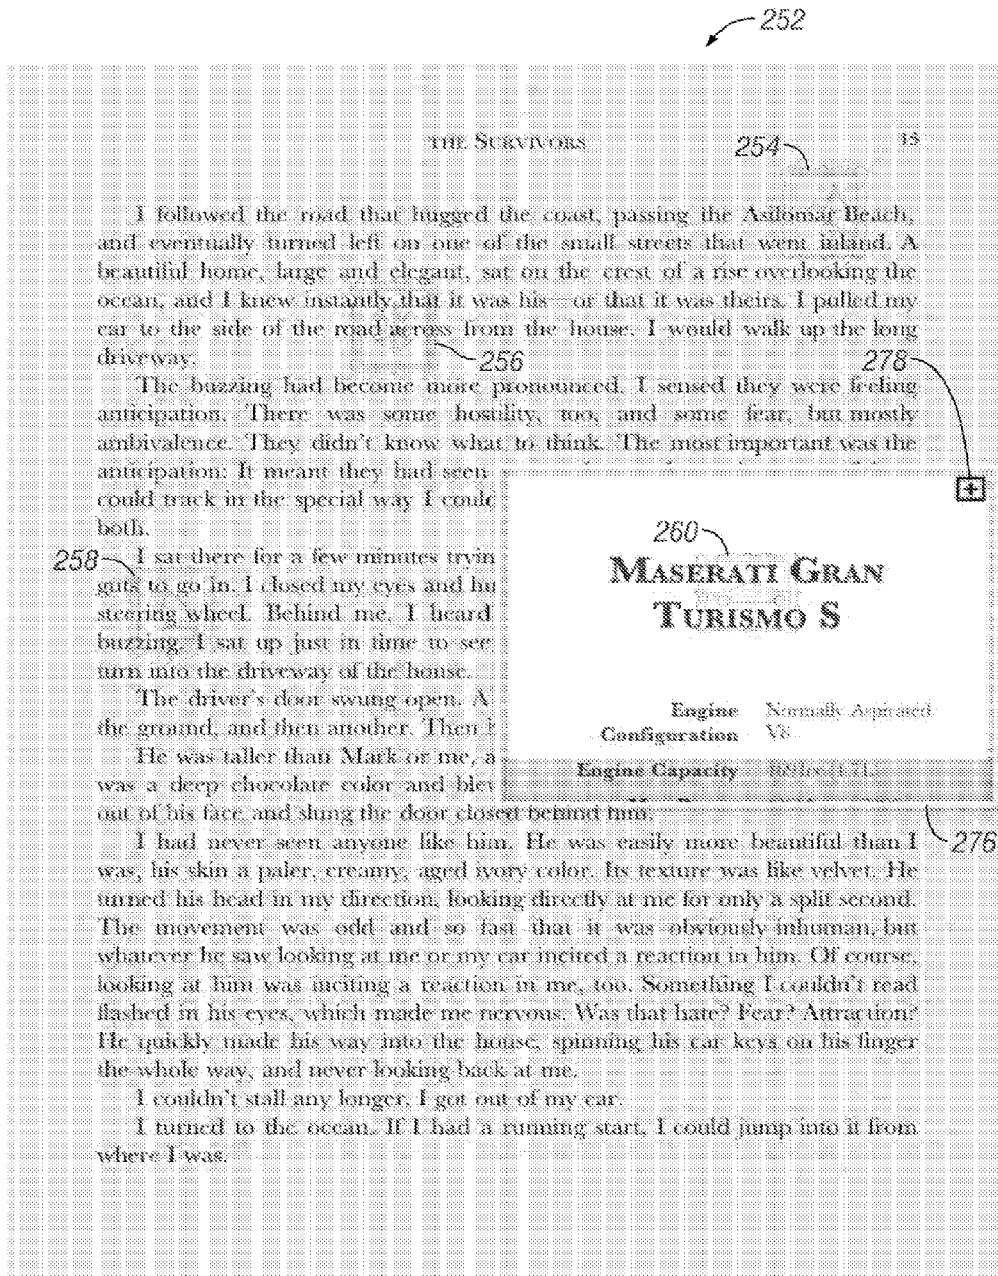 252
THE SURVIVORS 15
254
I followed the road that hugged the coast, passing the Asilomar Beach,
and eventually turned left on one of the small streets that went inland. A
beautiful home, large and elegant, sat on the crest of a rise overlooking the
ocean, and I knew instantly that it was his—or that it was theirs. I pulled my
car to the side of the road across from the house. I would walk up the long
driveway.
256
278
The buzzing had become more pronounced. I sensed they were feeling
anticipation. There was some hostility, too, and some fear, but mostly
ambivalence. They didn't know what to think. The most important was the
anticipation: It meant they had seen
could track in the special way I could
both.
258
I sat there for a few minutes tryin
guts to go in. I closed my eyes and hu
steering wheel. Behind me, I heard
buzzing. I sat up just in time to see
turn into the driveway of the house.
The driver's door swung open. A
the ground, and then another. Then h
He was taller than Mark or me, a
was a deep chocolate color and blew
out of his face and slung the door closed behind him.
260
MASERATI GRAN
TURISMO S
Engine Normally Aspirated
Configuration V8
Engine Capacity
276
I had never seen anyone like him. He was easily more beautiful than I
was, his skin a paler, creamy, aged ivory color. Its texture was like velvet. He
turned his head in my direction, looking directly at me for only a split second.
The movement was odd and so fast that it was obviously inhuman, but
whatever he saw looking at me or my car incited a reaction in him. Of course,
looking at him was inciting a reaction in me, too. Something I couldn't read
flashed in his eyes, which made me nervous. Was that hate? Fear? Attraction?
He quickly made his way into the house, spinning his car keys on his finger
the whole way, and never looking back at me.
I couldn't stall any longer. I got out of my car.
I turned to the ocean. If I had a running start, I could jump into it from
where I was.